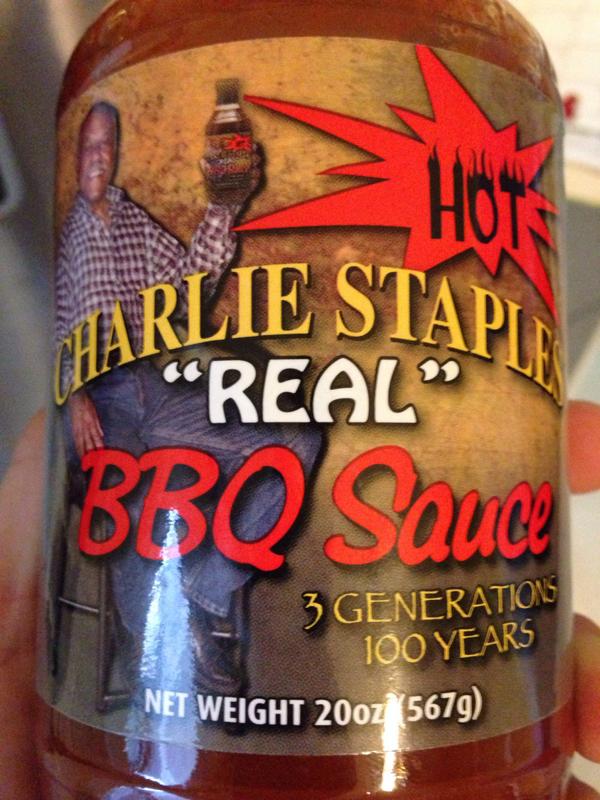 HOT
CHARLIE STAPLES
“REAL”
BBQ Sauce
3 GENERATIONS
100 YEARS
NET WEIGHT 20oz (567g)